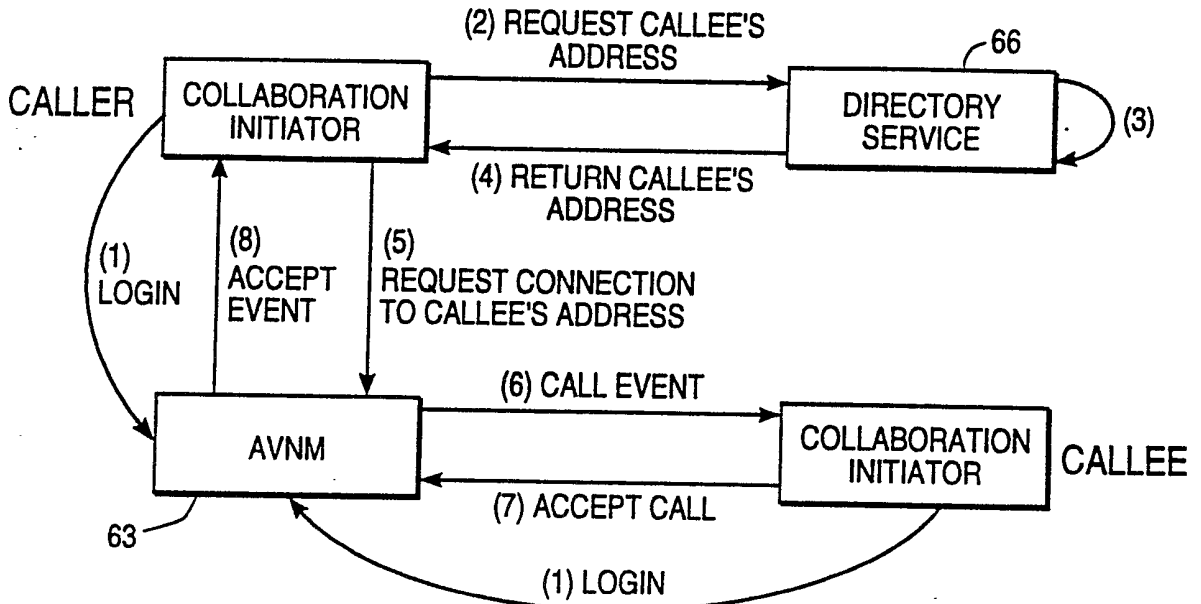 (2) REQUEST CALLEE'S
ADDRESS
66
CALLER
COLLABORATION
INITIATOR
DIRECTORY
SERVICE
(3)
(4) RETURN CALLEE'S
ADDRESS
(1)
LOGIN
(8)
ACCEPT
EVENT
(5)
REQUEST CONNECTION
TO CALLEE'S ADDRESS
(6) CALL EVENT
AVNM
COLLABORATION
INITIATOR
CALLEE
(7) ACCEPT CALL
63
(1) LOGIN